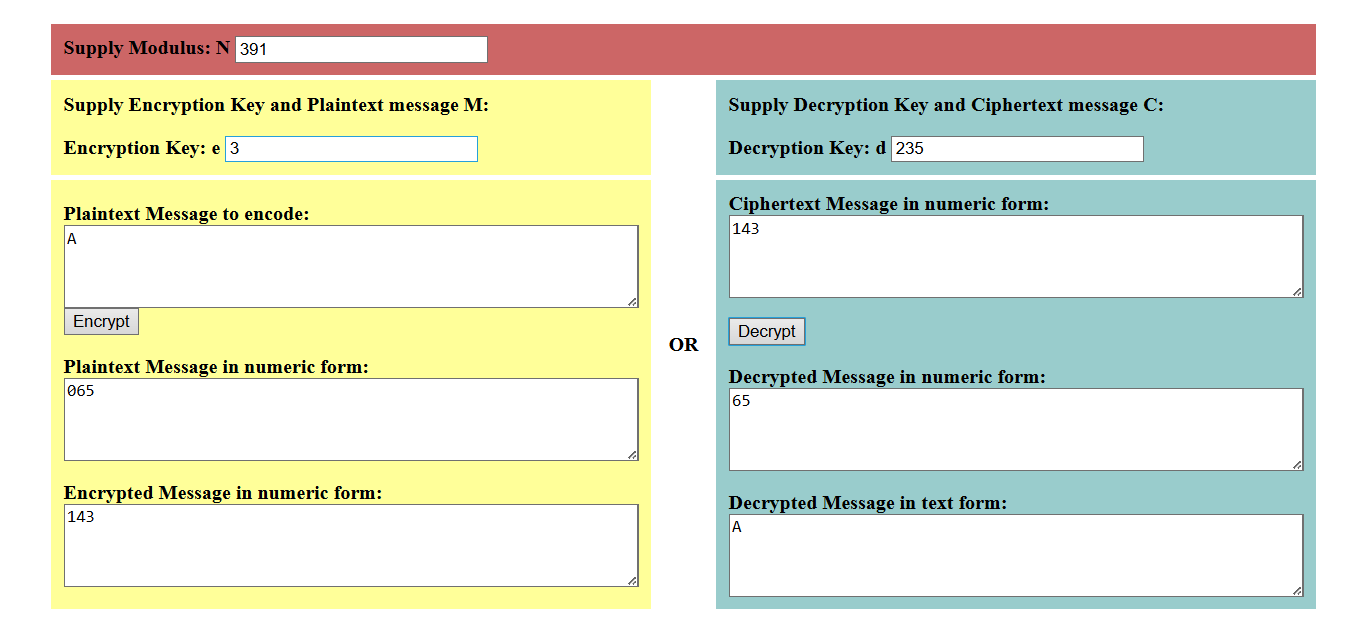 Supply Modulus: N 391
Supply Encryption Key and Plaintext message M:
Encryption Key: e 3
Plaintext Message to encode:
A
Encrypt
Plaintext Message in numeric form:
065
Encrypted Message in numeric form:
143
OR
Supply Decryption Key and Ciphertext message C:
Decryption Key: d 235
Ciphertext Message in numeric form:
143
Decrypt
Decrypted Message in numeric form:
65
Decrypted Message in text form:
A